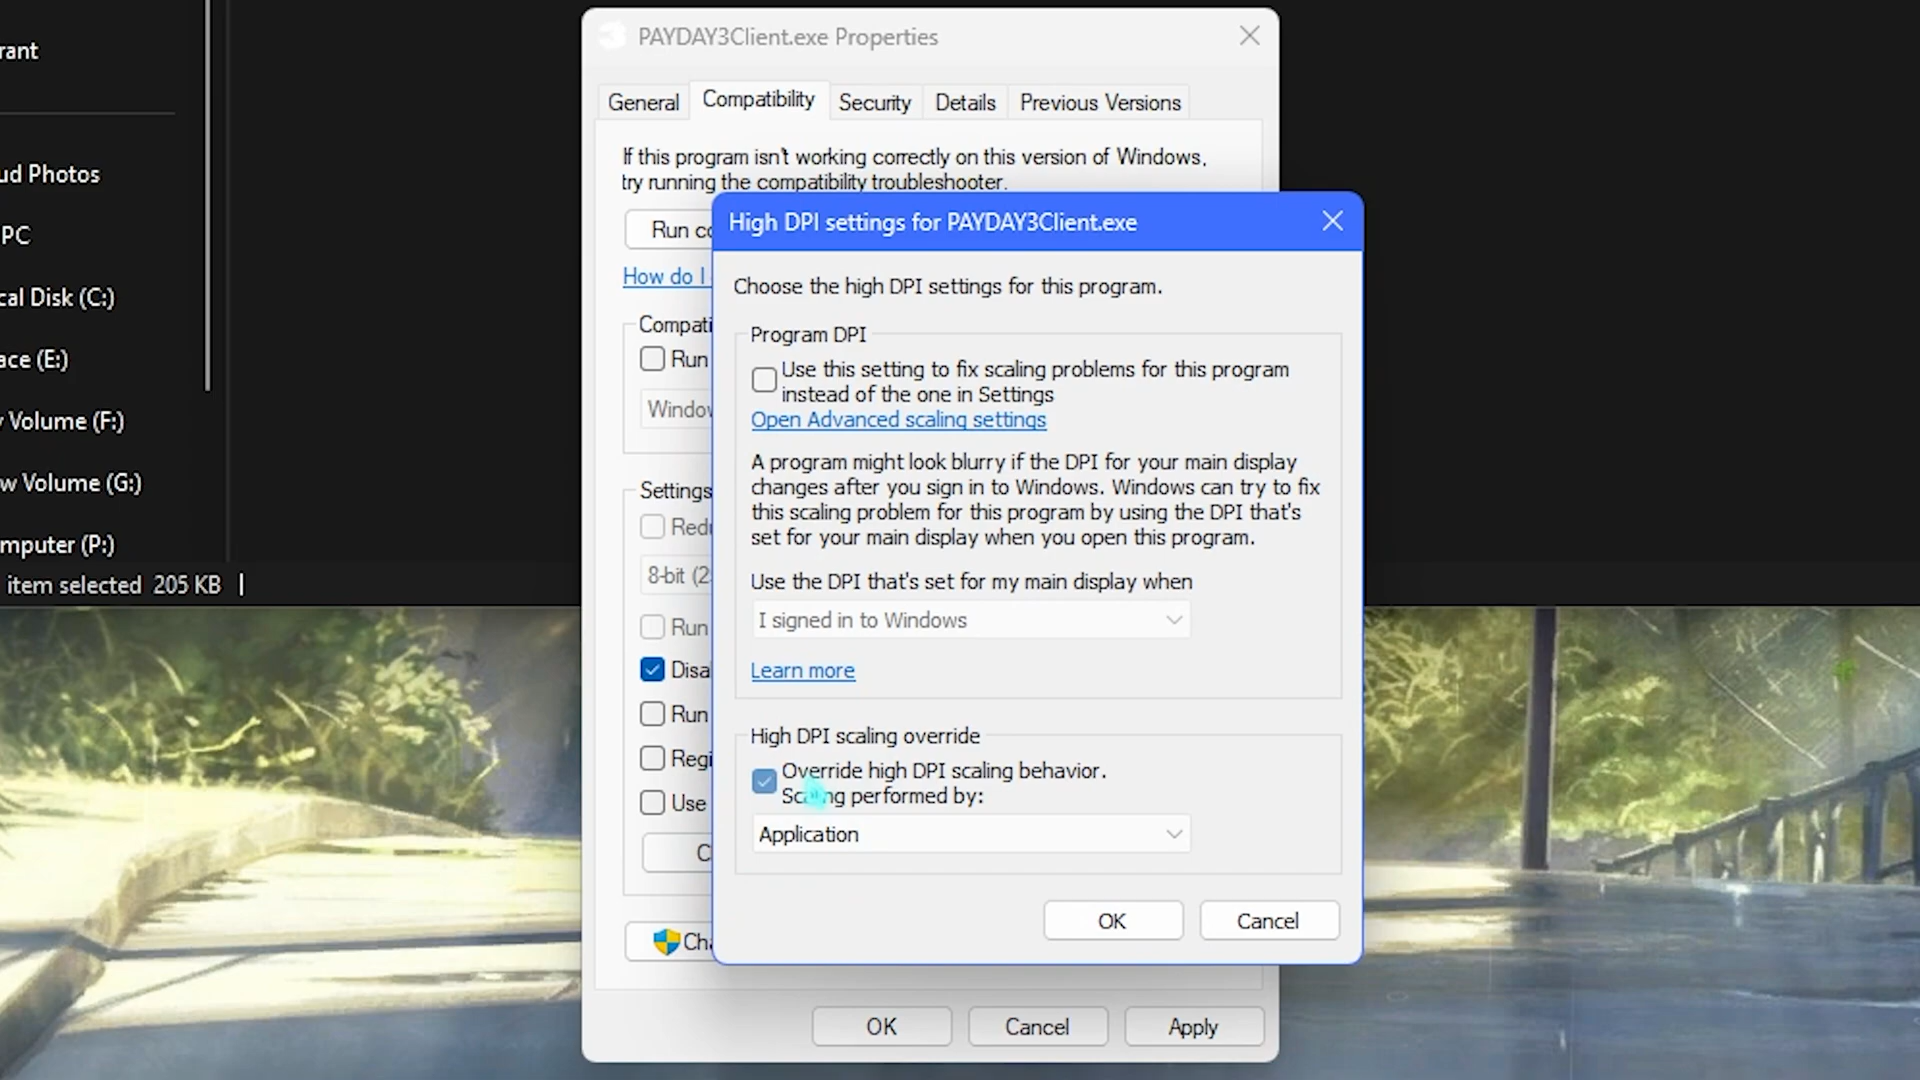 rant
ud Photos
PC
cal Disk (C:)
ace (E:)
v Volume (F:)
w Volume (G:)
mputer (P:)
item selected 205 KB
PAYDAY3Client.exe Properties
General Compatibility Security Details Previous Versions
If this program isn't working correctly on this version of Windows,
try running the compatibility troubleshooter.
Run co
How do I
Compati
Run
Window
Settings
Redu
8-bit (2
Run
Disa
Run
Regi
Use
C
Cha
OK Cancel Apply
High DPI settings for PAYDAY3Client.exe
Choose the high DPI settings for this program.
Program DPI
Use this setting to fix scaling problems for this program
instead of the one in Settings
Open Advanced scaling settings
A program might look blurry if the DPI for your main display
changes after you sign in to Windows. Windows can try to fix
this scaling problem for this program by using the DPI that's
set for your main display when you open this program.
Use the DPI that's set for my main display when
I signed in to Windows
Learn more
High DPI scaling override
Override high DPI scaling behavior.
Scaling performed by:
Application
OK Cancel